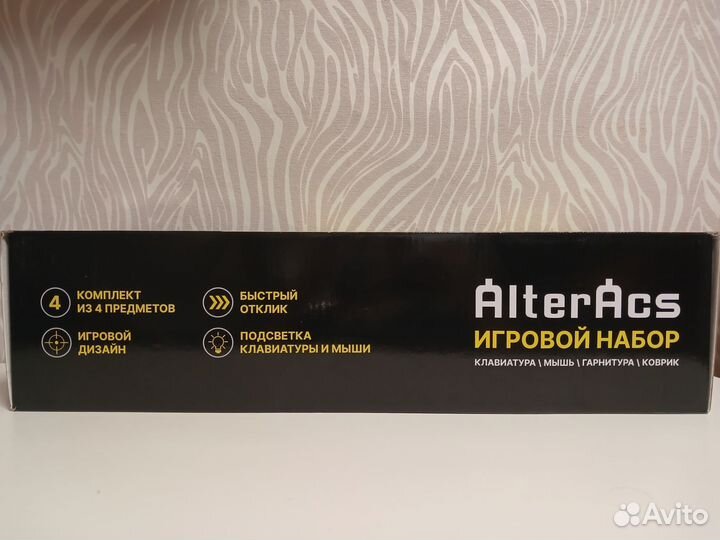 4
КОМПЛЕКТ
ИЗ 4 ПРЕДМЕТОВ
БЫСТРЫЙ
ОТКЛИК
ИГРОВОЙ
ДИЗАЙН
ПОДСВЕТКА
КЛАВИАТУРЫ И МЫШИ
AlterAcs
ИГРОВОЙ НАБОР
КЛАВИАТУРА \ МЫШЬ \ ГАРНИТУРА \ КОВРИК
Avito